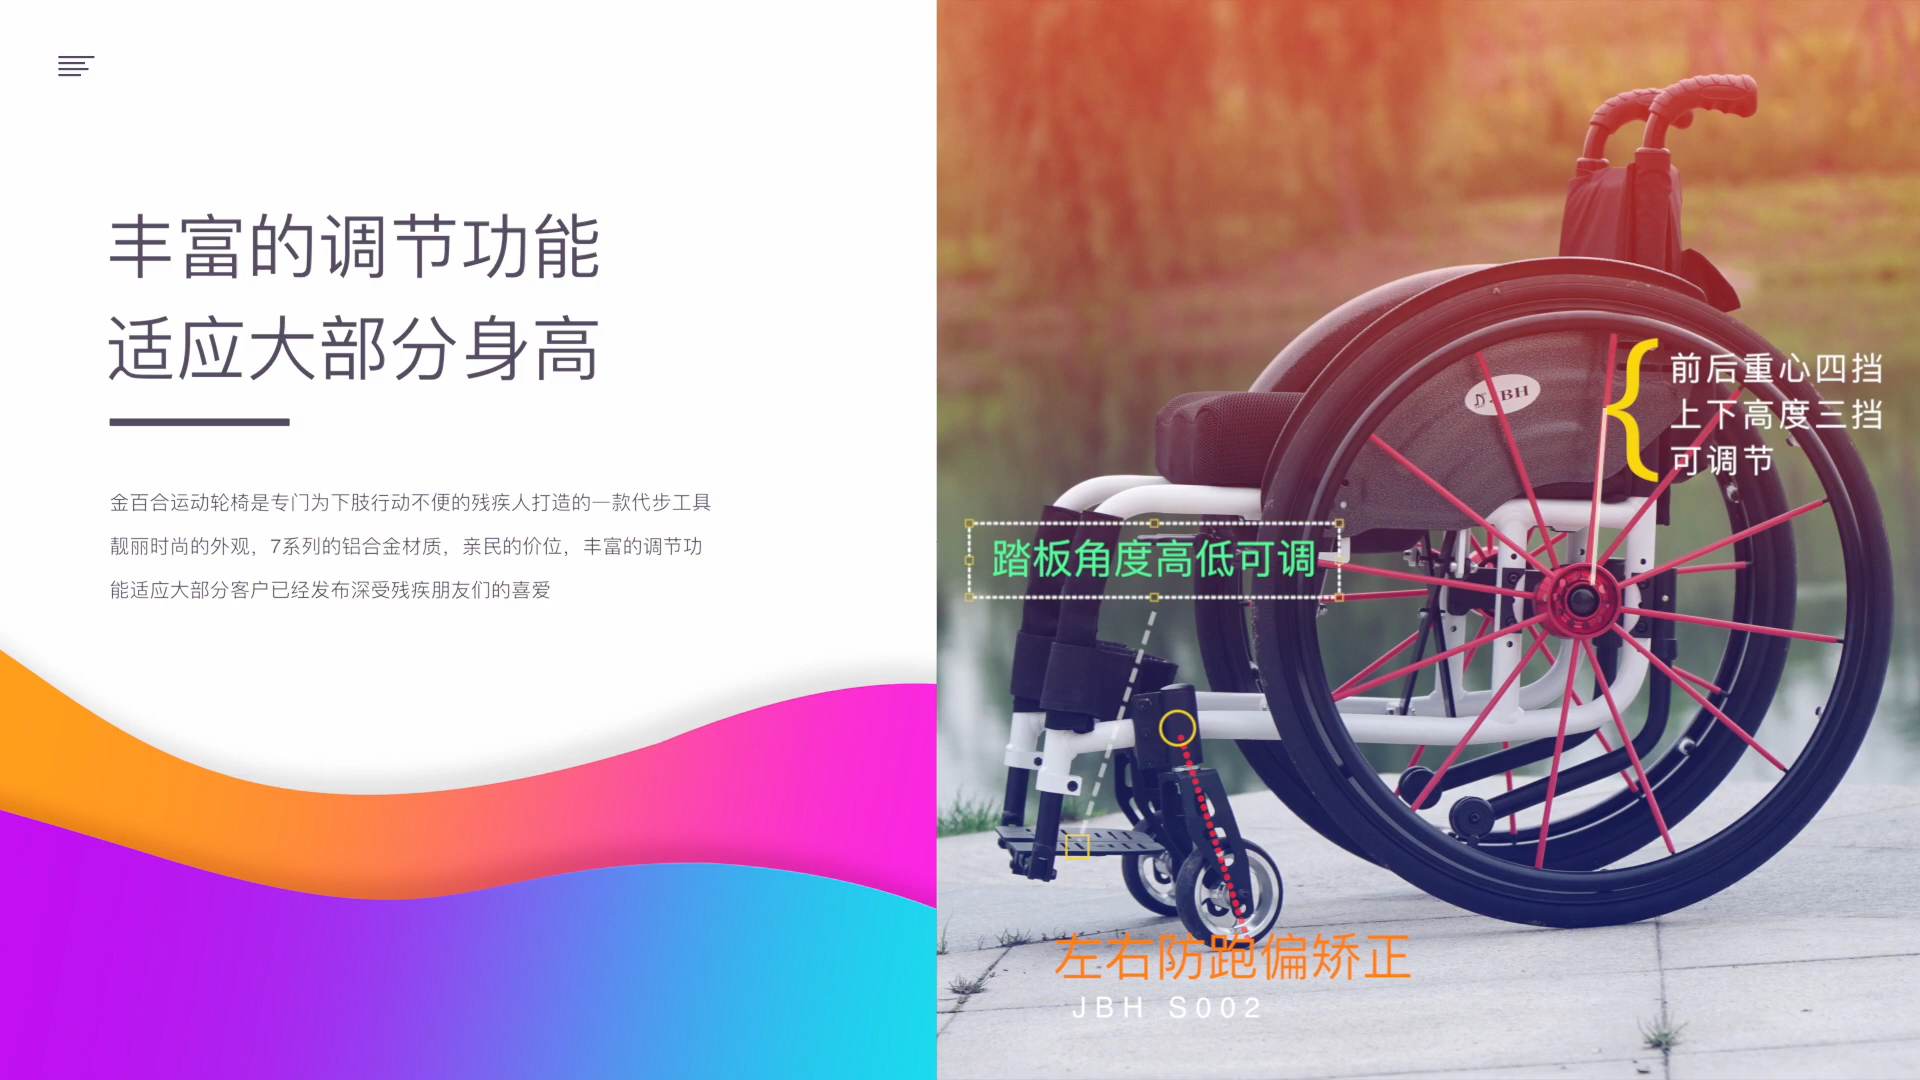 丰富的调节功能
适应大部分身高
金百合运动轮椅是专门为下肢行动不便的残疾人打造的一款代步工具
靓丽时尚的外观，7系列的铝合金材质，亲民的价位，丰富的调节功
能适应大部分客户已经发布深受残疾朋友们的喜爱
JBH
前后重心四挡
上下高度三挡
可调节
踏板角度高低可调
左右防跑偏矫正
JBH S002